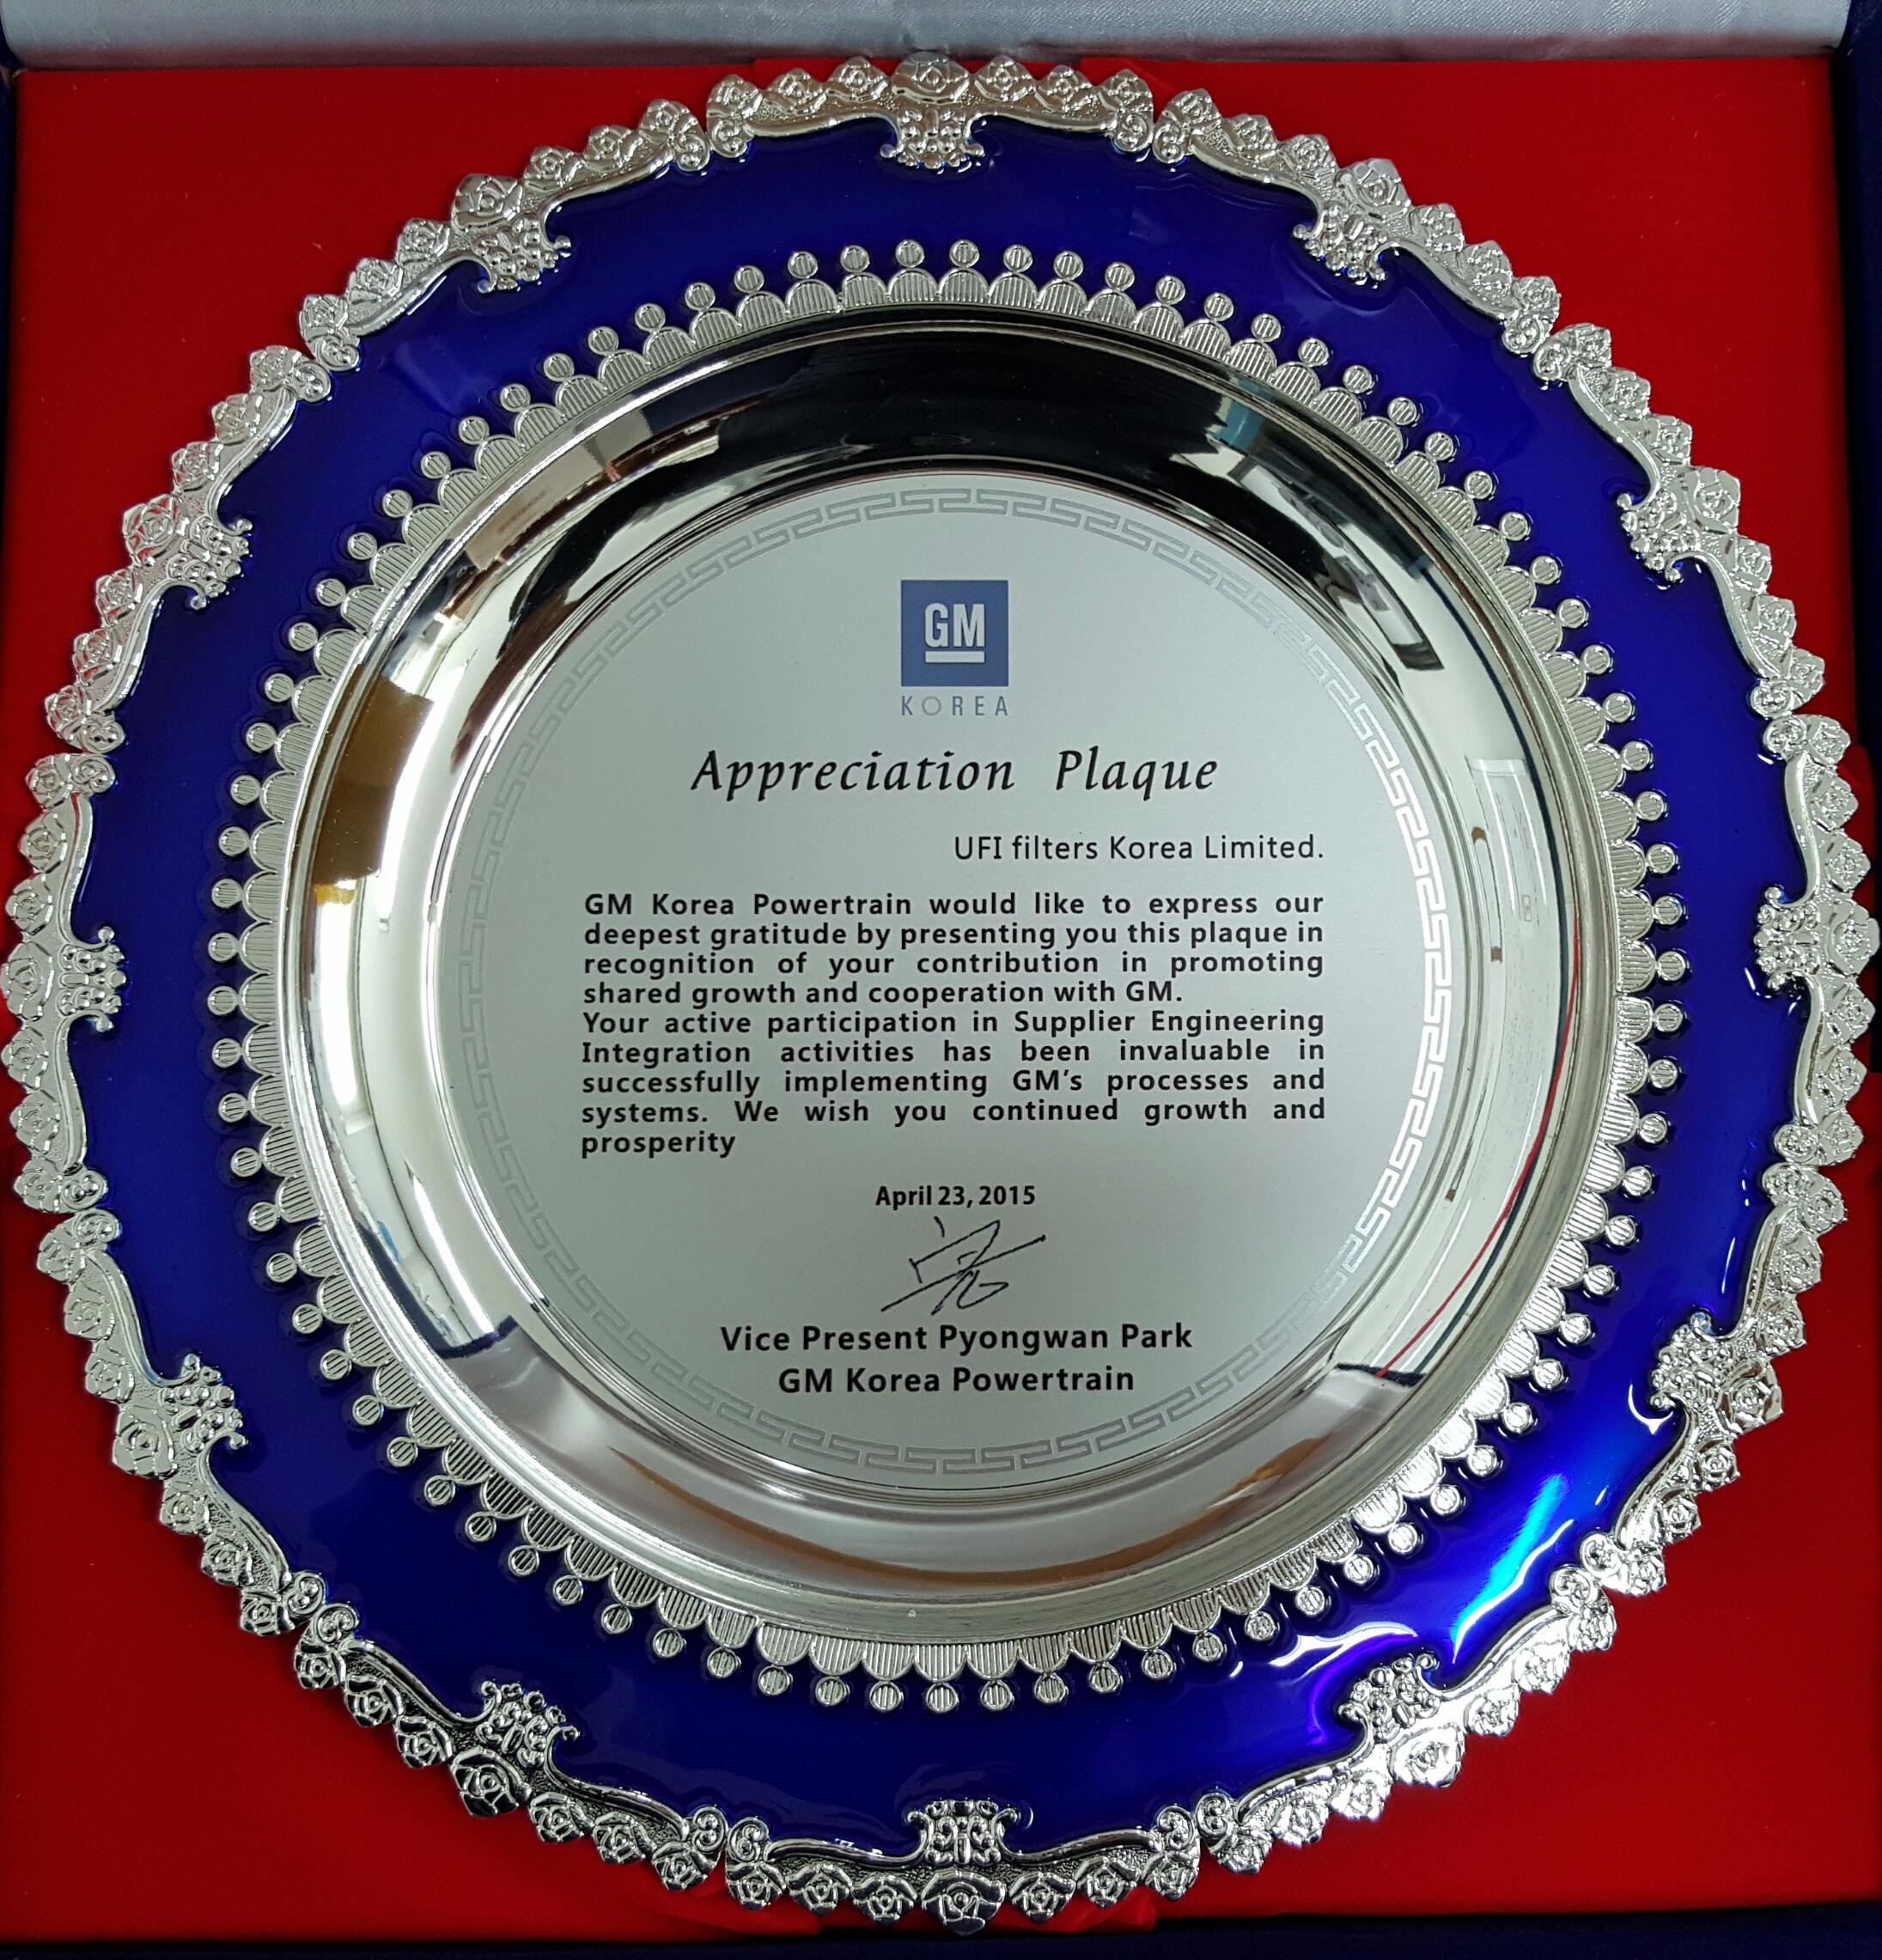 GM
KOREA
Appreciation Plaque
UFI filters Korea Limited.
GM Korea Powertrain would like to express our
deepest gratitude by presenting you this plaque in
recognition of your contribution in promoting
shared growth and cooperation with GM.
Your active participation in Supplier Engineering
Integration activities has been invaluable in
successfully implementing GM's processes and
systems. We wish you continued growth and
prosperity
April 23, 2015
Vice Present Pyongwan Park
GM Korea Powertrain